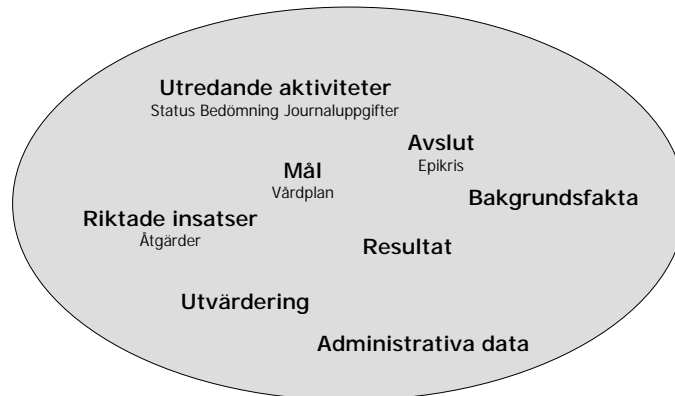 Utredande aktiviteter
Status Bedömning Journaluppgifter
Avslut
Epikris
Mål
Vårdplan
Bakgrundsfakta
Riktade insatser
Åtgärder
Resultat
Utvärdering
Administrativa data